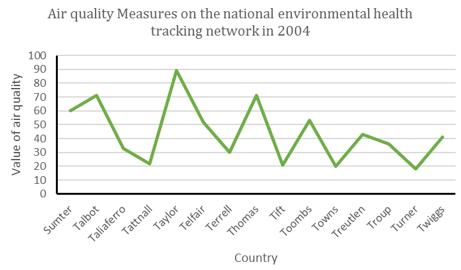 Air quality Measures on the national environmental health
tracking network in 2004
Value of air quality
100
90
80
70
60
50
40
30
20
10
0
Sumter
Talbot
Taliaferro
Tattnall
Taylor
Telfair
Terrell
Thomas
Tift
Toombs
Towns
Treutlen
Troup
Turner
Twiggs
Country